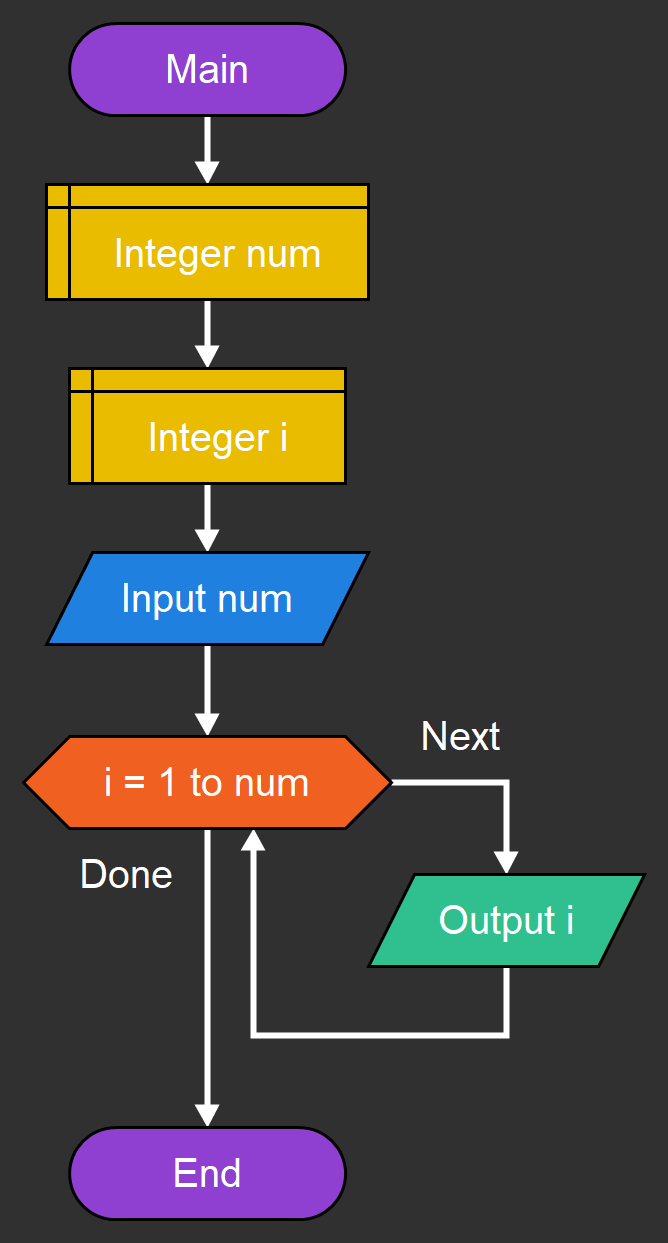 Main
Integer num
Integer i
Input num
i = 1 to num
Next
Done
Output i
End